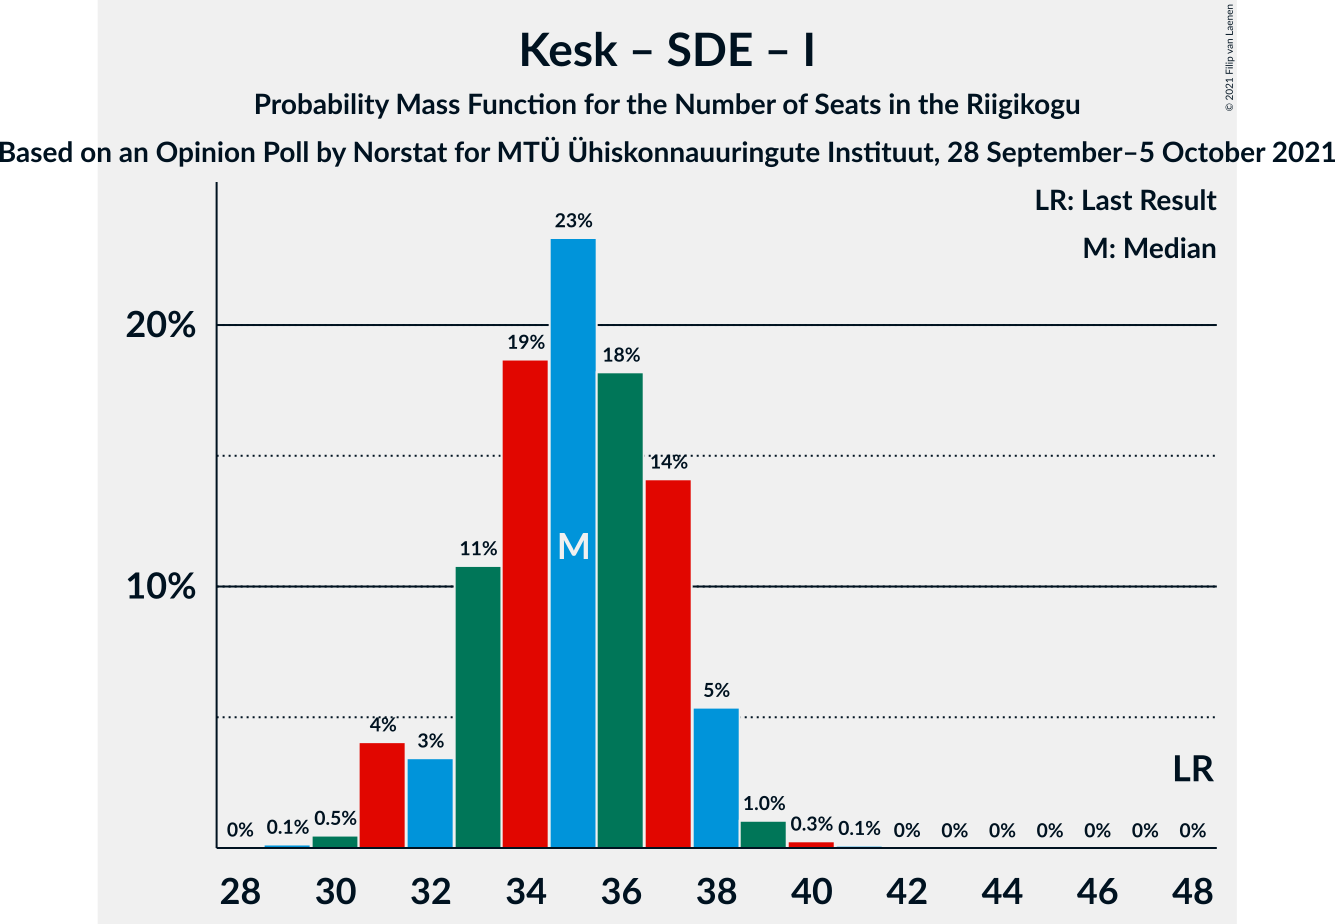 Kesk – SDE – I
Probability Mass Function for the Number of Seats in the Riigikogu
Based on an Opinion Poll by Norstat for MTÜ Ühiskonnauuringute Instituut, 28 September–5 October 2021
© 2021 Filip van Laenen
LR: Last Result
M: Median
23%
20%
19%
18%
14%
11%
M
10%
5%
4%
3%
LR
1.0%
0% 0.1% 0.5% 0.3% 0.1% 0% 0% 0% 0% 0% 0% 0%
28 30 32 34 36 38 40 42 44 46 48